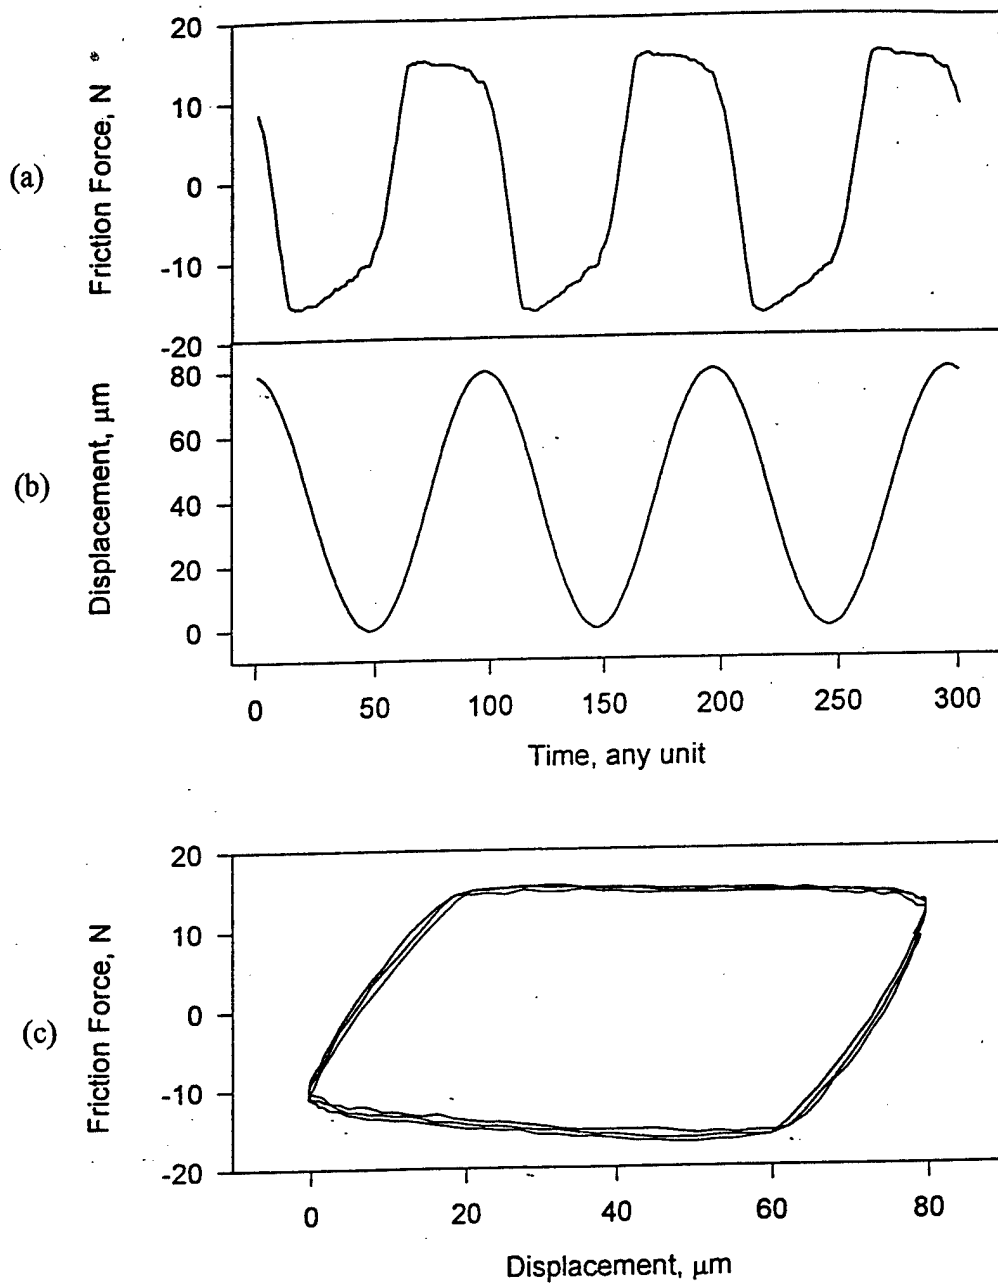 (a)
Friction Force, N
20
10
0
-10
-20
(b)
Displacement, μm
80
60
40
20
0
0 50 100 150 200 250 300
Time, any unit
(c)
Friction Force, N
20
10
0
-10
-20
0 20 40 60 80
Displacement, μm